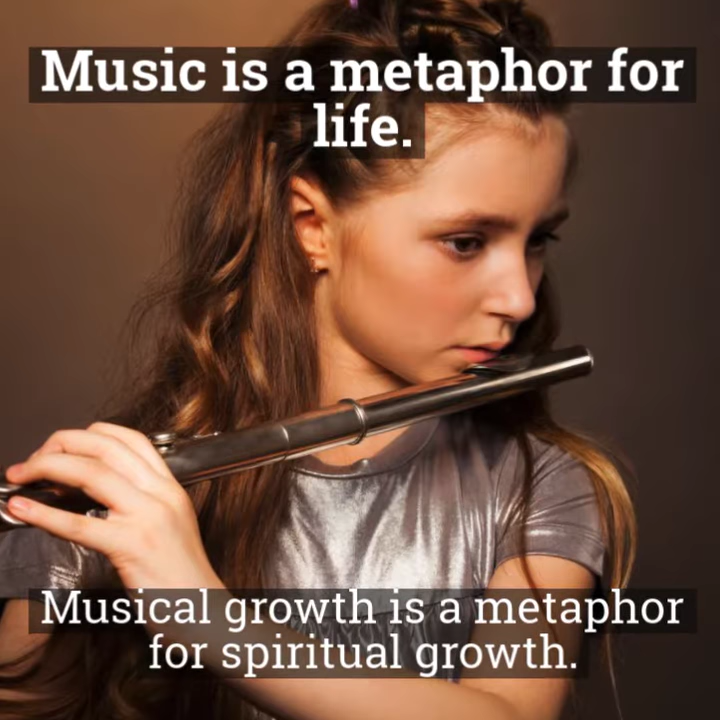 Music is a metaphor for
life.
Musical growth is a metaphor
for spiritual growth.